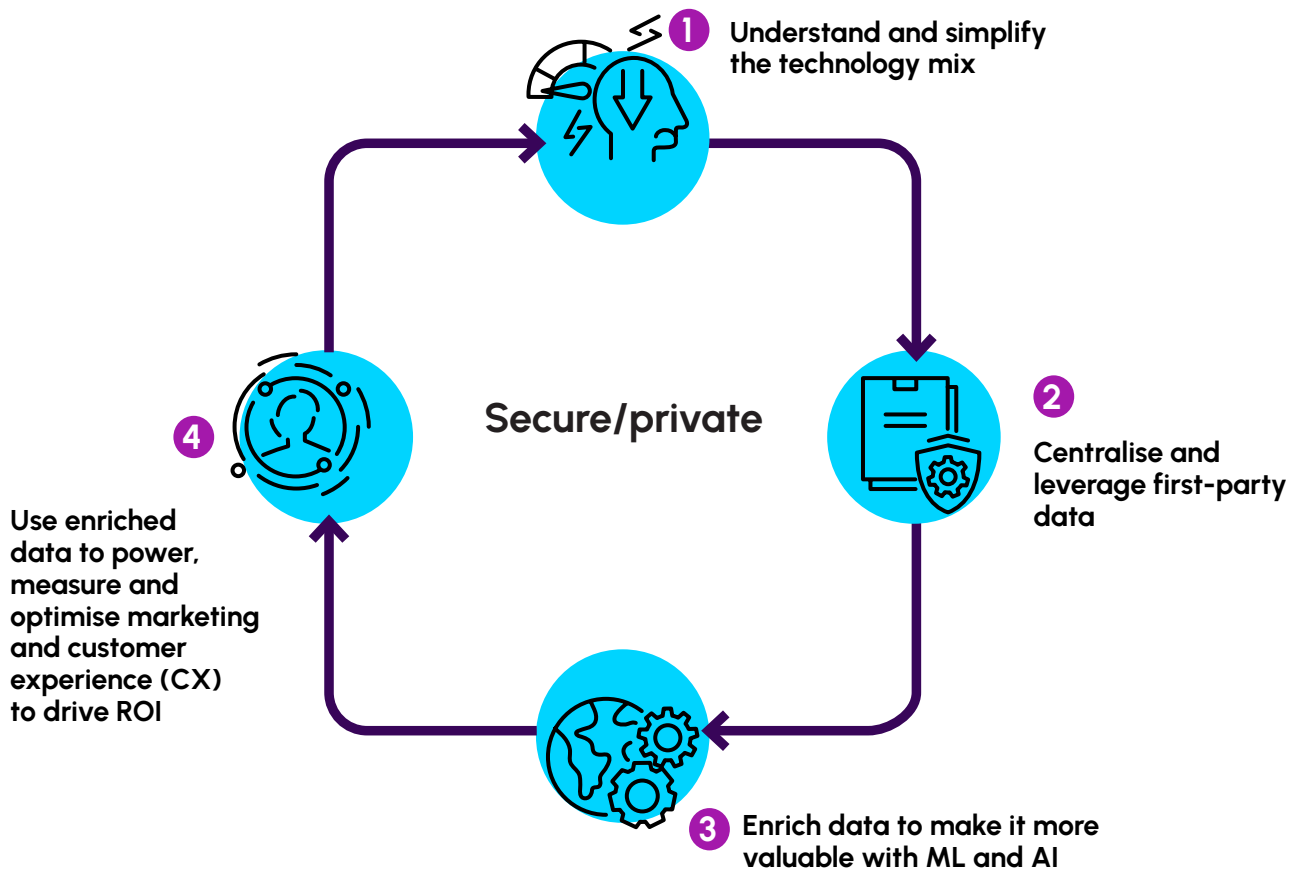 1
Understand and simplify
the technology mix
2
Centralise and
leverage first-party
data
Secure/private
3
Enrich data to make it more
valuable with ML and AI
4
Use enriched
data to power,
measure and
optimise marketing
and customer
experience (CX)
to drive ROI